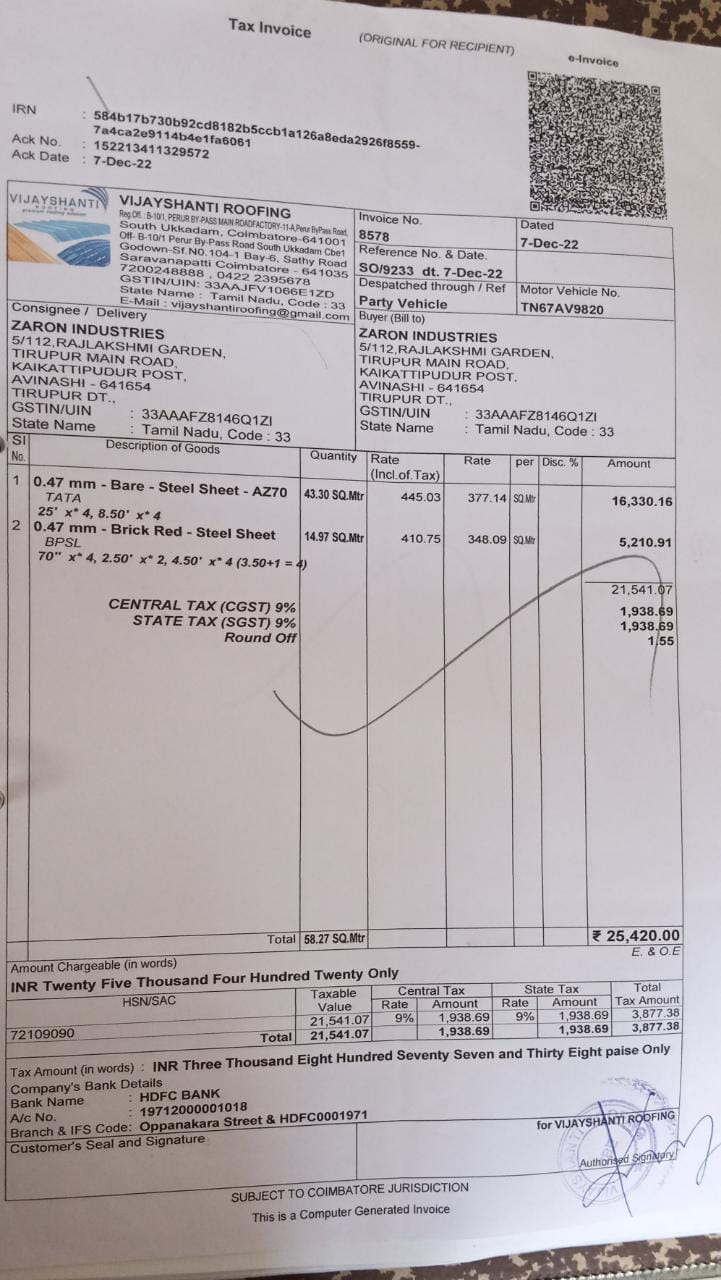 Tax Invoice
(ORIGINAL FOR RECIPIENT)
e-Invoice
IRN : 584b17b730b92cd8182b5ccb1a126a8eda2926f8559-
7a4ca2e9114b4e1fa6061
Ack No. : 152213411329572
Ack Date : 7-Dec-22
VIJAYSHANTI
ROOFING
VIJAYSHANTI ROOFING
Reg.Off. : B-10/1, PERUR BY-PASS MAIN ROADFACTORY-11-A,Perur ByPass Road,
South Ukkadam, Coimbatore-641001
Off- B-10/1 Perur By-Pass Road South Ukkadam Cbe1
Godown-Sf.N0.104-1 Bay-6, Sathy Road
Saravanapatti Coimbatore - 641035
7200248888 , 0422 2395678
GSTIN/UIN: 33AAJFV1066E1ZD
State Name : Tamil Nadu, Code : 33
E-Mail : vijayshantiroofing@gmail.com
Invoice No.
8578
Dated
7-Dec-22
Reference No. & Date.
SO/9233 dt. 7-Dec-22
Despatched through / Ref
Party Vehicle
Motor Vehicle No.
TN67AV9820
Consignee / Delivery
ZARON INDUSTRIES
5/112,RAJLAKSHMI GARDEN,
TIRUPUR MAIN ROAD,
KAIKATTIPUDUR POST,
AVINASHI - 641654
TIRUPUR DT.,
GSTIN/UIN : 33AAAFZ8146Q1ZI
State Name : Tamil Nadu, Code : 33
Buyer (Bill to)
ZARON INDUSTRIES
5/112,RAJLAKSHMI GARDEN,
TIRUPUR MAIN ROAD,
KAIKATTIPUDUR POST,
AVINASHI - 641654
TIRUPUR DT.,
GSTIN/UIN : 33AAAFZ8146Q1ZI
State Name : Tamil Nadu, Code : 33
Sl No. Description of Goods Quantity Rate (Incl.of.Tax) Rate per Disc. % Amount
1 0.47 mm - Bare - Steel Sheet - AZ70 43.30 SQ.Mtr 445.03 377.14 SQ.Mtr 16,330.16
TATA
25' x* 4, 8.50' x* 4
2 0.47 mm - Brick Red - Steel Sheet 14.97 SQ.Mtr 410.75 348.09 SQ.Mtr 5,210.91
BPSL
70" x* 4, 2.50' x* 2, 4.50' x* 4 (3.50+1 = 4)
21,541.07
CENTRAL TAX (CGST) 9% 1,938.69
STATE TAX (SGST) 9% 1,938.69
Round Off 1.55
Total 58.27 SQ.Mtr ₹ 25,420.00
E. & O.E
Amount Chargeable (in words)
INR Twenty Five Thousand Four Hundred Twenty Only
HSN/SAC Taxable Value Central Tax State Tax Total Tax Amount
Rate Amount Rate Amount
72109090 21,541.07 9% 1,938.69 9% 1,938.69 3,877.38
Total 21,541.07 1,938.69 1,938.69 3,877.38
Tax Amount (in words) : INR Three Thousand Eight Hundred Seventy Seven and Thirty Eight paise Only
Company's Bank Details
Bank Name : HDFC BANK
A/c No. : 19712000001018
Branch & IFS Code: Oppanakara Street & HDFC0001971
Customer's Seal and Signature
for VIJAYSHANTI ROOFING
Authorised Signatory
SUBJECT TO COIMBATORE JURISDICTION
This is a Computer Generated Invoice